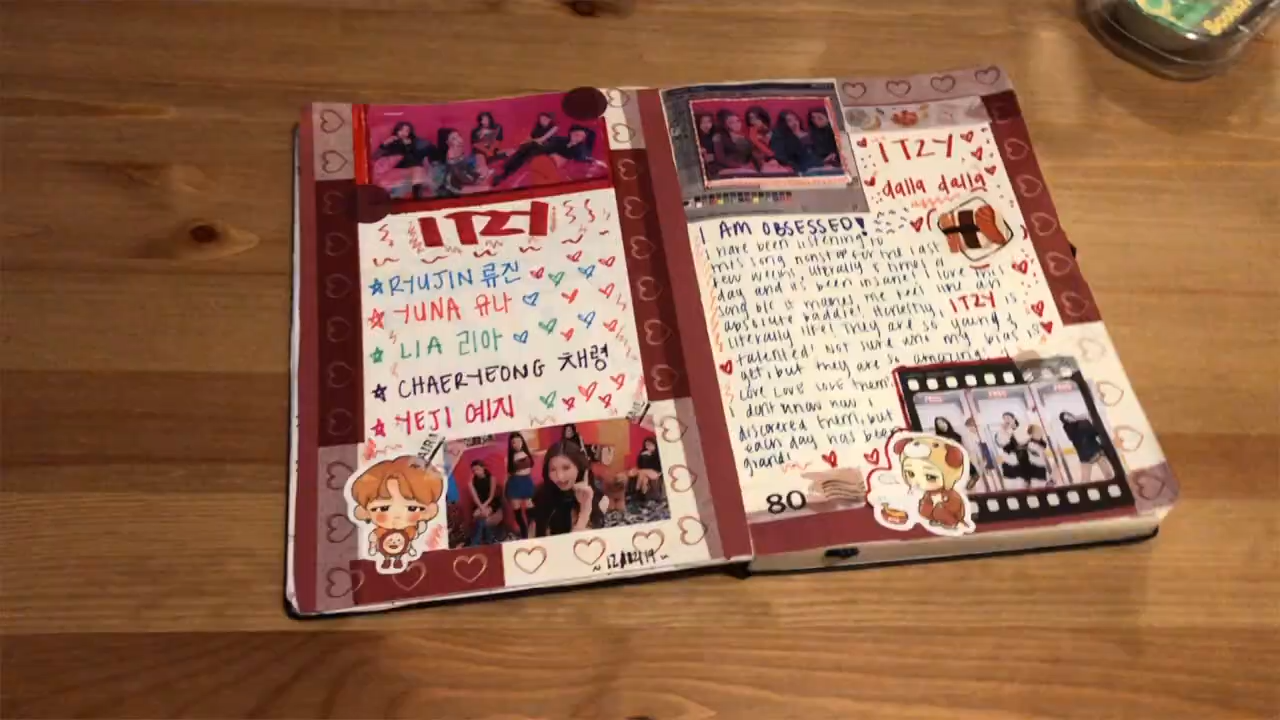 ITZY
★ RYUJIN 류진
★ YUNA 유나
★ LIA 리아
★ CHAERYEONG 채령
★ YEJI 예지
ITZY
dalla dalla
I AM OBSESSED!
have been listening to
this song nonstop for the last
few weeks, literally 5 times a
day and it's been insane! I love this
song b/c it makes me feel like an
absolute baddie! Honestly, ITZY is
literally life! They are so young &
talented! Not sure who my bias
yet, but they are so amazing.
Love Love Love them!
I don't know how I
discovered them, but
each day has been
grand!
80